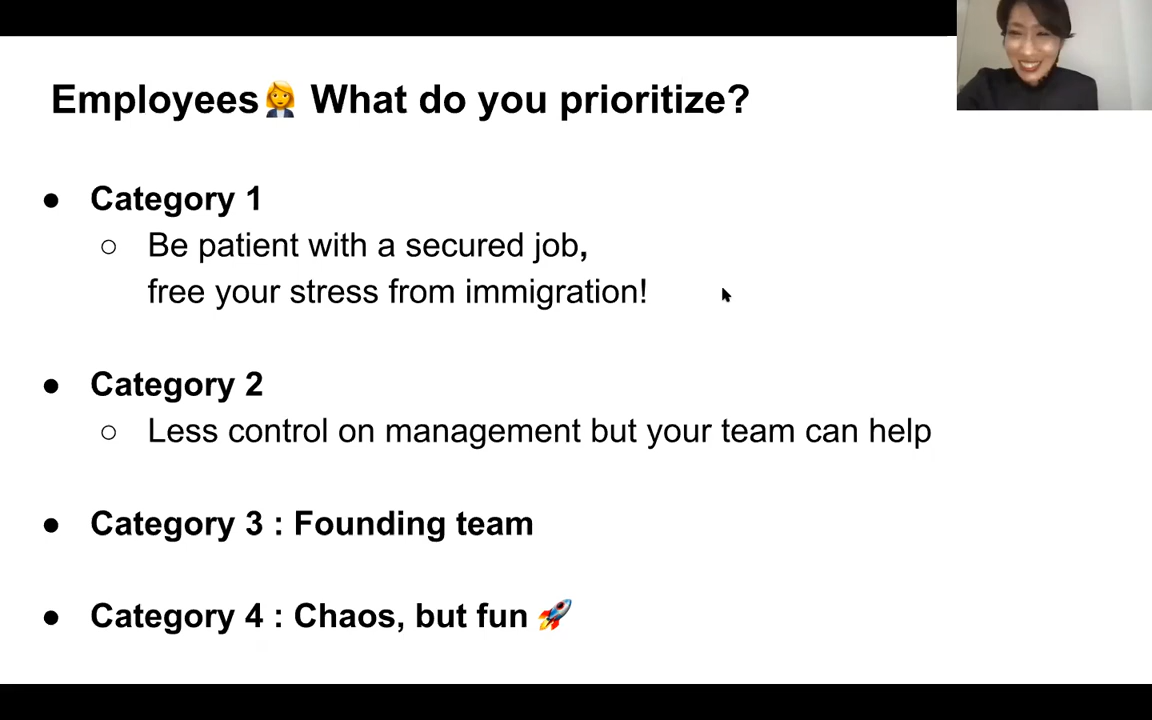 Employees👩‍💼 What do you prioritize?
● Category 1
○ Be patient with a secured job,
free your stress from immigration!
● Category 2
○ Less control on management but your team can help
● Category 3 : Founding team
● Category 4 : Chaos, but fun 🚀